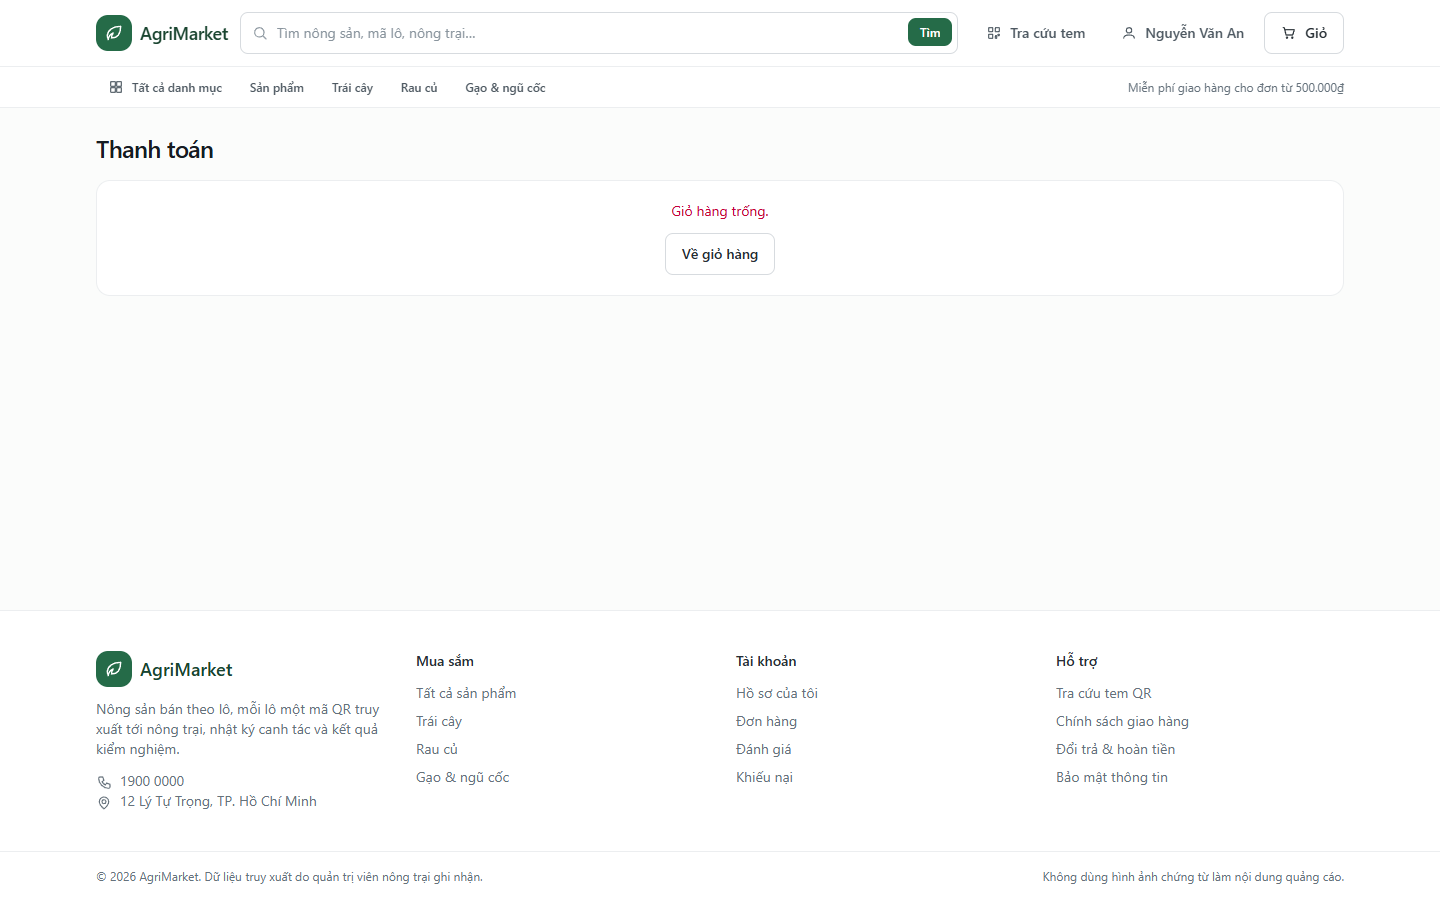 AgriMarket
Tìm nông sản, mã lô, nông trại...
Tìm
Tra cứu tem
Nguyễn Văn An
Giỏ
Tất cả danh mục
Sản phẩm
Trái cây
Rau củ
Gạo & ngũ cốc
Miễn phí giao hàng cho đơn từ 500.000₫
Thanh toán
Giỏ hàng trống.
Về giỏ hàng
AgriMarket
Nông sản bán theo lô, mỗi lô một mã QR truy
xuất tới nông trại, nhật ký canh tác và kết quả
kiểm nghiệm.
1900 0000
12 Lý Tự Trọng, TP. Hồ Chí Minh
Mua sắm
Tất cả sản phẩm
Trái cây
Rau củ
Gạo & ngũ cốc
Tài khoản
Hồ sơ của tôi
Đơn hàng
Đánh giá
Khiếu nại
Hỗ trợ
Tra cứu tem QR
Chính sách giao hàng
Đổi trả & hoàn tiền
Bảo mật thông tin
© 2026 AgriMarket. Dữ liệu truy xuất do quản trị viên nông trại ghi nhận.
Không dùng hình ảnh chứng từ làm nội dung quảng cáo.